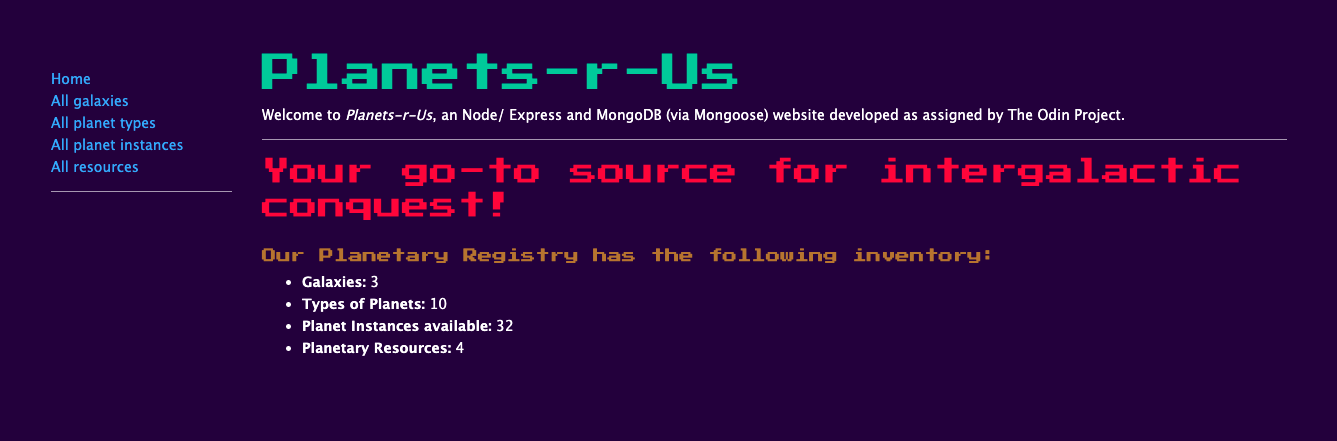 Home
All galaxies
All planet types
All planet instances
All resources
Planets-r-Us
Welcome to Planets-r-Us, an Node/ Express and MongoDB (via Mongoose) website developed as assigned by The Odin Project.
Your go-to source for intergalactic
conquest!
Our Planetary Registry has the following inventory:
• Galaxies: 3
• Types of Planets: 10
• Planet Instances available: 32
• Planetary Resources: 4